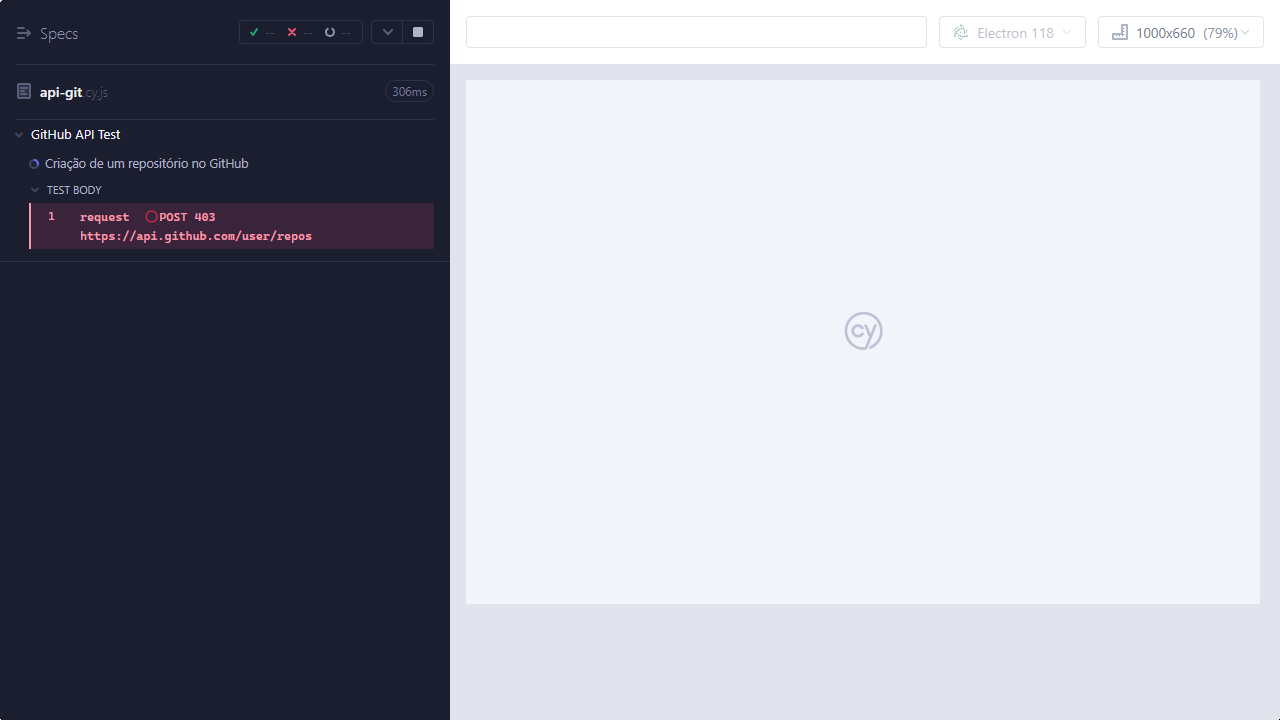 Specs
-- -- --
Electron 118
1000x660 (79%)
api-git.cy.js
306ms
GitHub API Test
Criação de um repositório no GitHub
TEST BODY
1 request POST 403
https://api.github.com/user/repos
cy